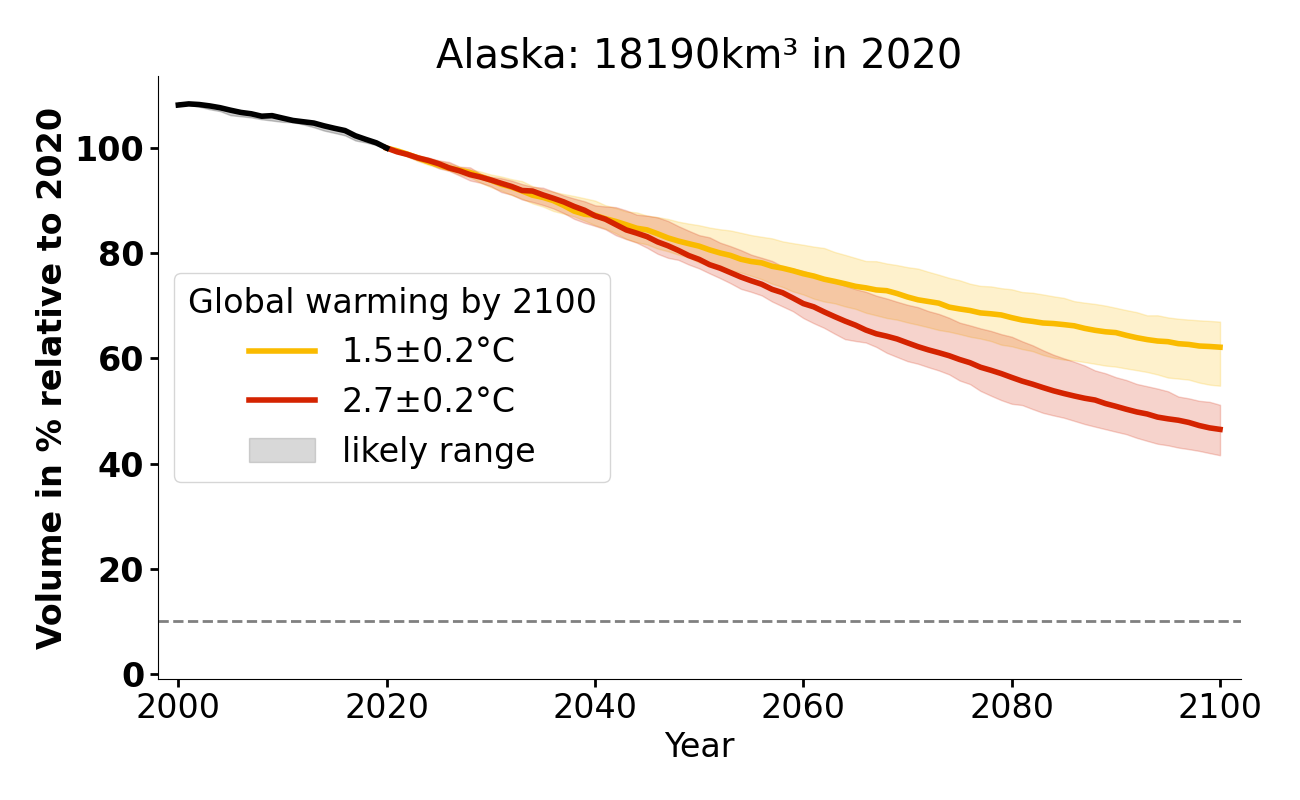 Alaska: 18190km³ in 2020
Volume in % relative to 2020
100
80
60
40
20
0
Global warming by 2100
1.5±0.2°C
2.7±0.2°C
likely range
2000 2020 2040 2060 2080 2100
Year